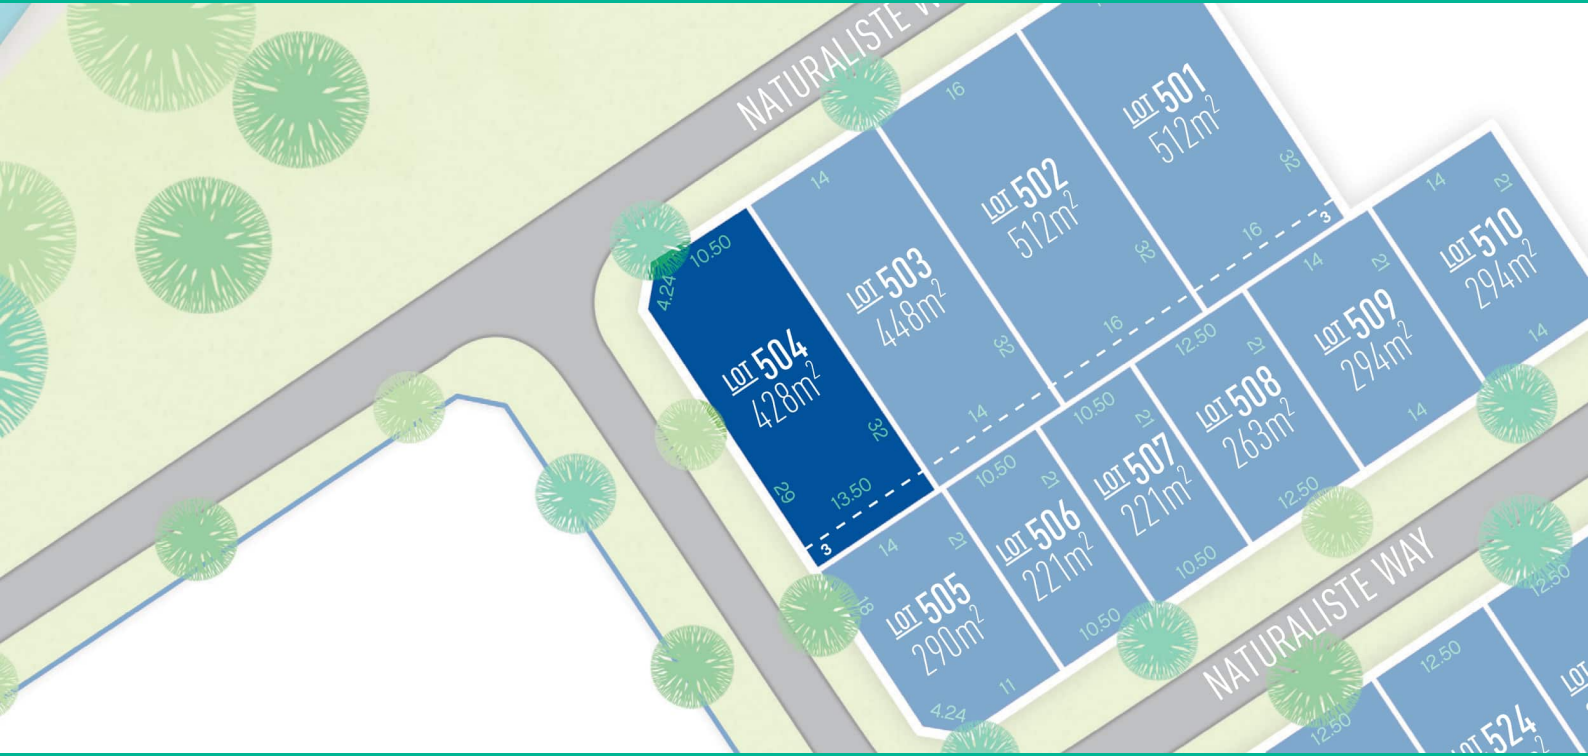 NATURALISTE
LOT 501
512m²
32
16
3
16
LOT 502
512m²
32
16
14
LOT 503
448m²
32
14
10.50
4.24
LOT 504
428m²
32
29
13.50
3
14
21
LOT 510
294m²
14
14
21
LOT 509
294m²
14
12.50
21
LOT 508
263m²
12.50
10.50
21
LOT 507
221m²
10.50
10.50
21
LOT 506
221m²
10.50
14
21
18
LOT 505
290m²
11
4.24
NATURALISTE WAY
12.50
12.50
12.50
LOT 524